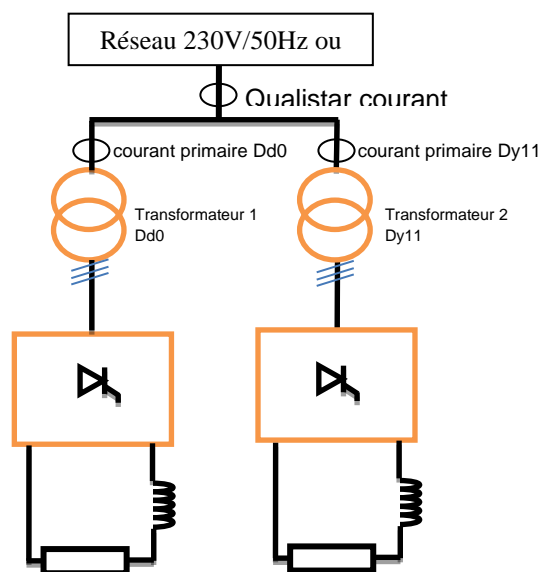 Réseau 230V/50Hz ou
Qualistar courant
courant primaire Dd0
courant primaire Dy11
Transformateur 1
Dd0
Transformateur 2
Dy11